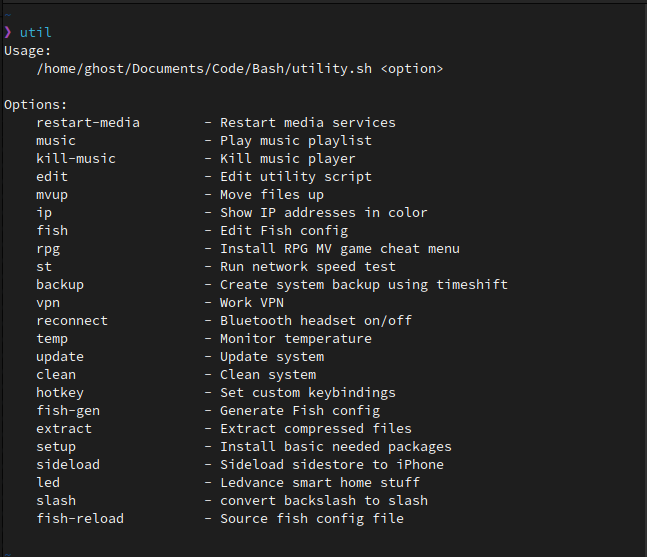 ~
❯ util
Usage:
    /home/ghost/Documents/Code/Bash/utility.sh <option>

Options:
    restart-media        - Restart media services
    music                - Play music playlist
    kill-music           - Kill music player
    edit                 - Edit utility script
    mvup                 - Move files up
    ip                   - Show IP addresses in color
    fish                 - Edit Fish config
    rpg                  - Install RPG MV game cheat menu
    st                   - Run network speed test
    backup               - Create system backup using timeshift
    vpn                  - Work VPN
    reconnect            - Bluetooth headset on/off
    temp                 - Monitor temperature
    update               - Update system
    clean                - Clean system
    hotkey               - Set custom keybindings
    fish-gen             - Generate Fish config
    extract              - Extract compressed files
    setup                - Install basic needed packages
    sideload             - Sideload sidestore to iPhone
    led                  - Ledvance smart home stuff
    slash                - convert backslash to slash
    fish-reload          - Source fish config file

~